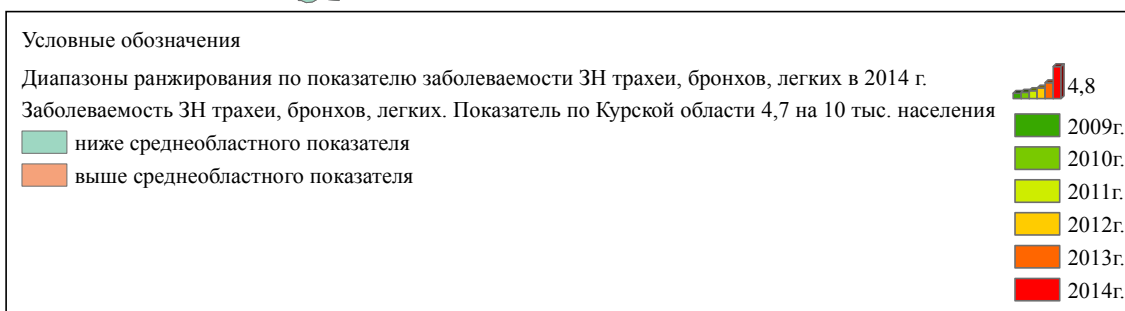 Условные обозначения
Диапазоны ранжирования по показателю заболеваемости ЗН трахеи, бронхов, легких в 2014 г.
Заболеваемость ЗН трахеи, бронхов, легких. Показатель по Курской области 4,7 на 10 тыс. населения
ниже среднеобластного показателя
выше среднеобластного показателя
4,8
2009г.
2010г.
2011г.
2012г.
2013г.
2014г.